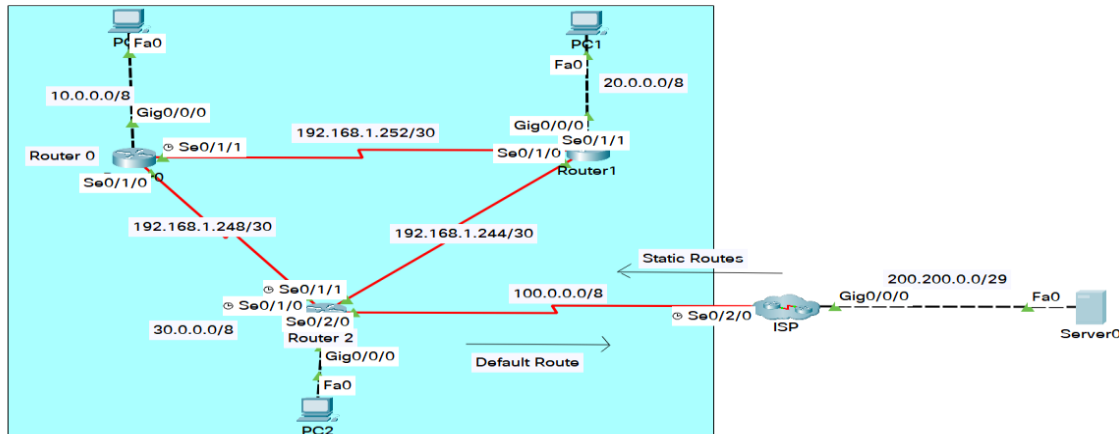 PC
Fa0
PC1
Fa0
10.0.0.0/8
20.0.0.0/8
Gig0/0/0
Gig0/0/0
192.168.1.252/30
Se0/1/1
Router 0
Se0/1/1
Se0/1/0
Router1
Se0/1/0
192.168.1.248/30
192.168.1.244/30
Static Routes
200.200.0.0/29
Se0/1/1
100.0.0.0/8
Gig0/0/0
Fa0
Se0/1/0
Se0/2/0
ISP
Server0
30.0.0.0/8
Se0/2/0
Router 2
Gig0/0/0
Default Route
Fa0
PC2